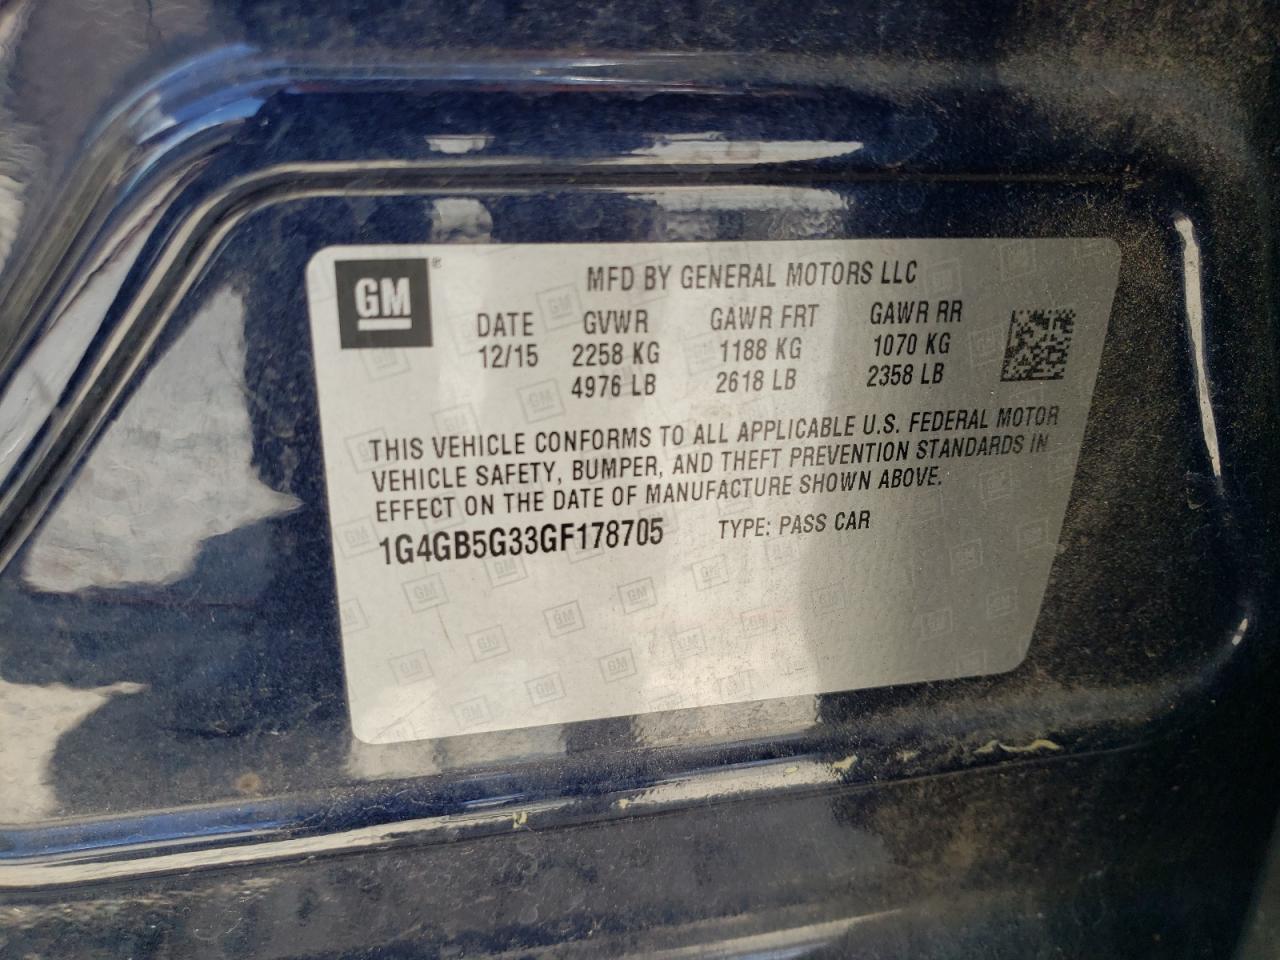 GM®
MFD BY GENERAL MOTORS LLC
DATE GVWR GAWR FRT GAWR RR
12/15 2258 KG 1188 KG 1070 KG
4976 LB 2618 LB 2358 LB
THIS VEHICLE CONFORMS TO ALL APPLICABLE U.S. FEDERAL MOTOR
VEHICLE SAFETY, BUMPER, AND THEFT PREVENTION STANDARDS IN
EFFECT ON THE DATE OF MANUFACTURE SHOWN ABOVE.
1G4GB5G33GF178705 TYPE: PASS CAR